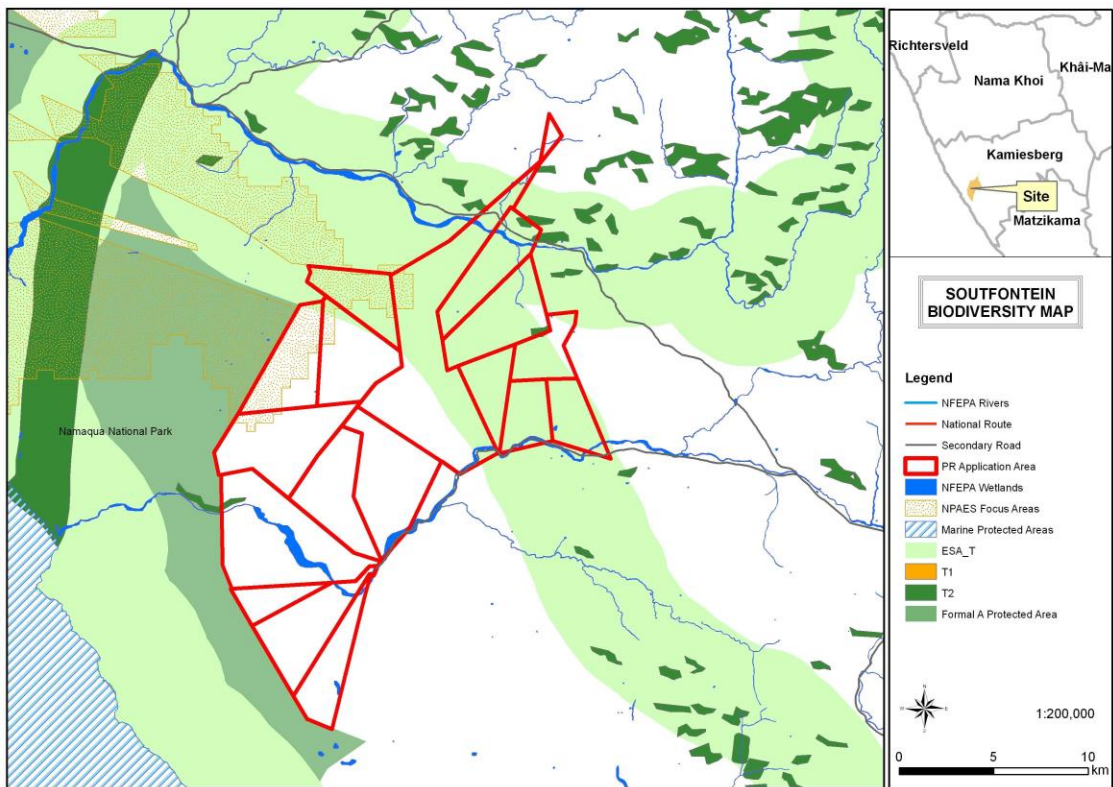 Namaqua National Park
Richtersveld
Khâi-Ma
Nama Khoi
Kamiesberg
Site
Matzikama
SOUTFONTEIN
BIODIVERSITY MAP
Legend
NFEPA Rivers
National Route
Secondary Road
PR Application Area
NFEPA Wetlands
NPAES Focus Areas
Marine Protected Areas
ESA_T
T1
T2
Formal A Protected Area
N
W E
S
1:200,000
0 5 10
km